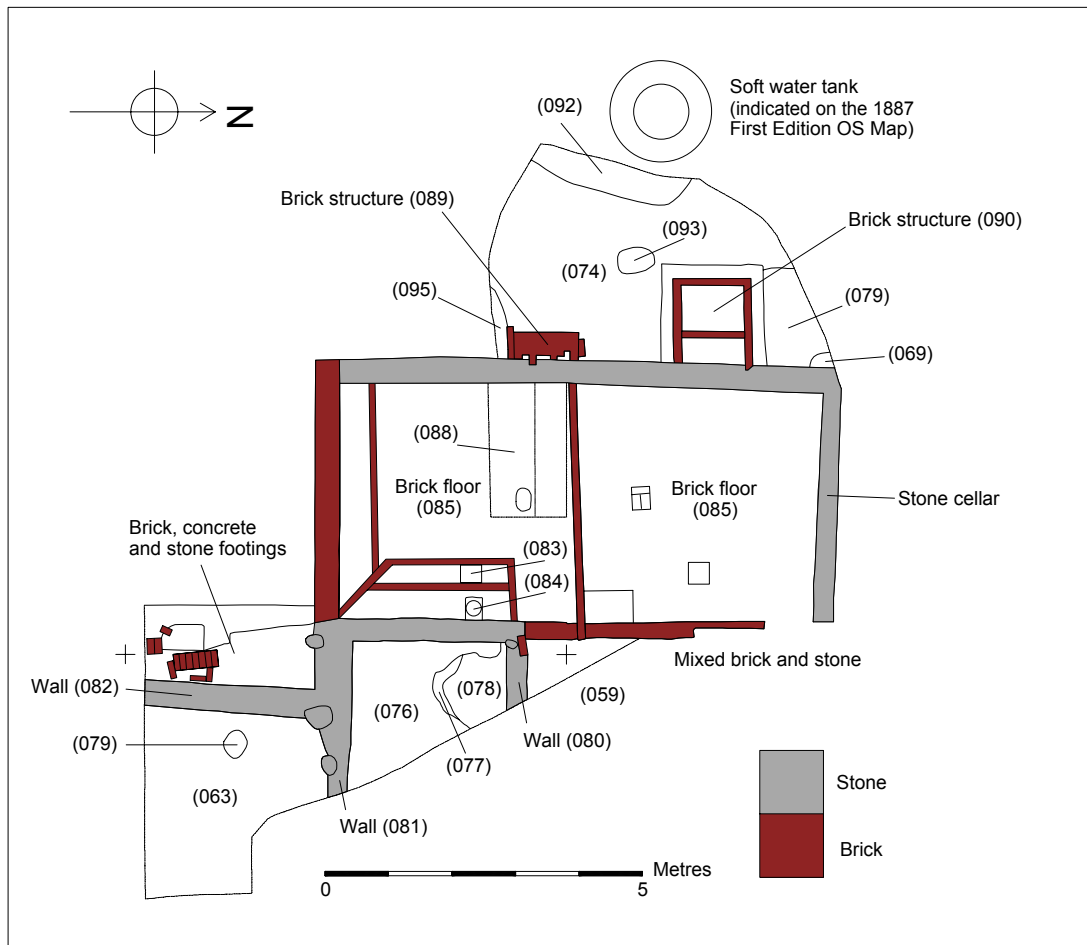 Soft water tank
(indicated on the 1887
First Edition OS Map)
(092)
N
Brick structure (089)
(093)
Brick structure (090)
(074)
(095)
(079)
(069)
(088)
Brick floor
(085)
Brick floor
(085)
Stone cellar
Brick, concrete
and stone footings
(083)
(084)
Mixed brick and stone
Wall (082)
(078)
(059)
(076)
(079)
(077)
Wall (080)
(063)
Wall (081)
Stone
Brick
Metres
0
5